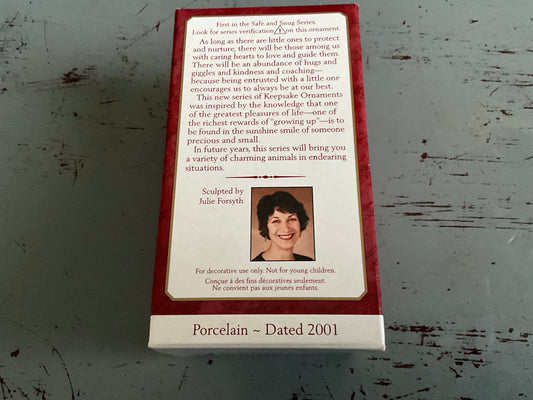 First in the Safe and Snug Series.
Look for series verification 1 on this ornament.
As long as there are little ones to protect
and nurture, there will be those among us
with caring hearts to love and guide them.
There will be an abundance of hugs and
giggles and kindness and coaching—
because being entrusted with a little one
encourages us to always be at our best.
This new series of Keepsake Ornaments
was inspired by the knowledge that one
of the greatest pleasures of life—one of
the richest rewards of "growing up"—is to
be found in the sunshine smile of someone
precious and small.
In future years, this series will bring you
a variety of charming animals in endearing
situations.
Sculpted by
Julie Forsyth
For decorative use only. Not for young children.
Conçue à des fins décoratives seulement.
Ne convient pas aux jeunes enfants.
Porcelain ~ Dated 2001